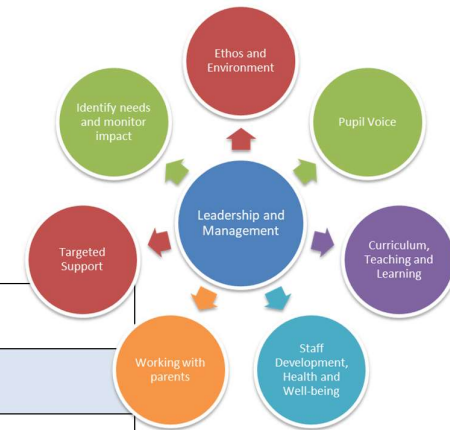 Ethos and
Environment
Identify needs
and monitor
impact
Pupil Voice
Leadership and
Management
Targeted
Support
Curriculum,
Teaching and
Learning
Working with
parents
Staff
Development,
Health and
Well-being